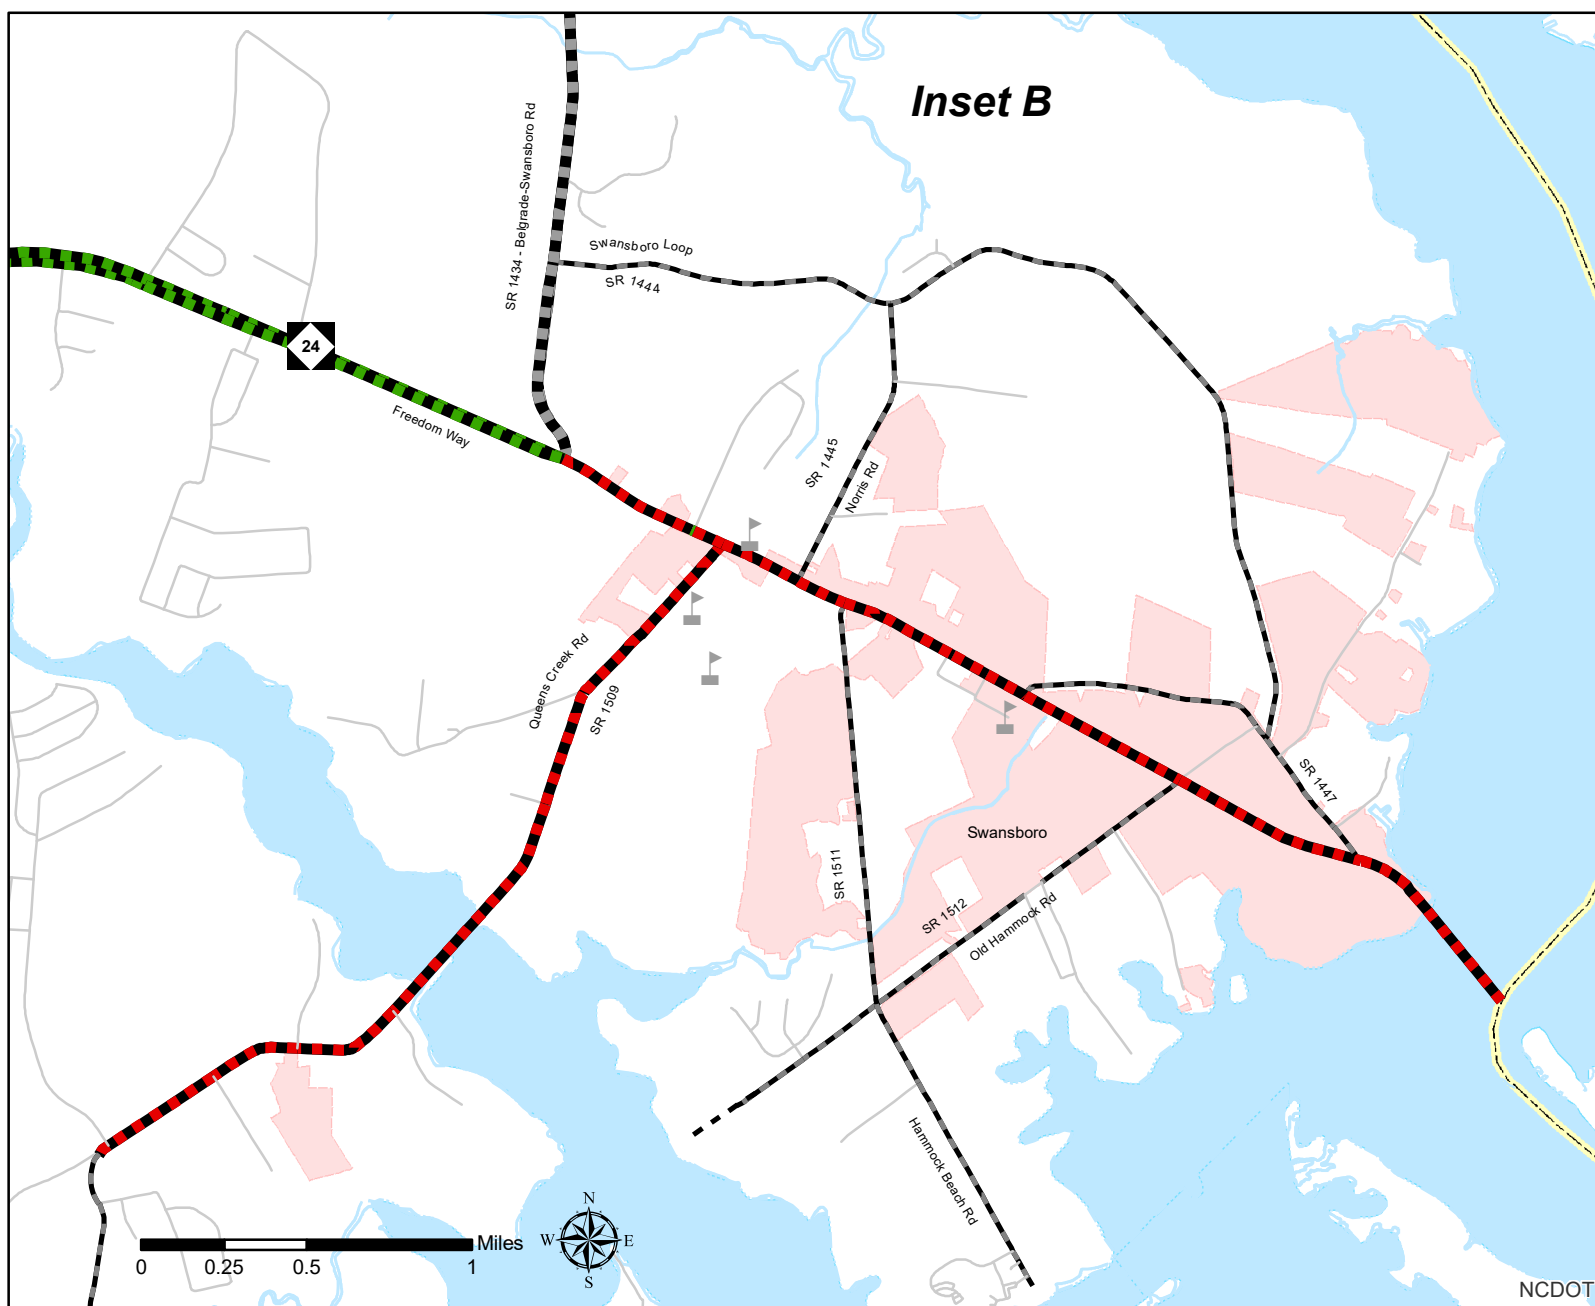 Inset B
SR 1434 - Belgrade-Swansboro Rd
Swansboro Loop
SR 1444
24
Freedom Way
SR 1445
Norris Rd
Queens Creek Rd
SR 1509
SR 1447
Swansboro
SR 1511
SR 1512
Old Hammock Rd
Hammock Beach Rd
N
W
E
S
Miles
0
0.25
0.5
1
NCDOT